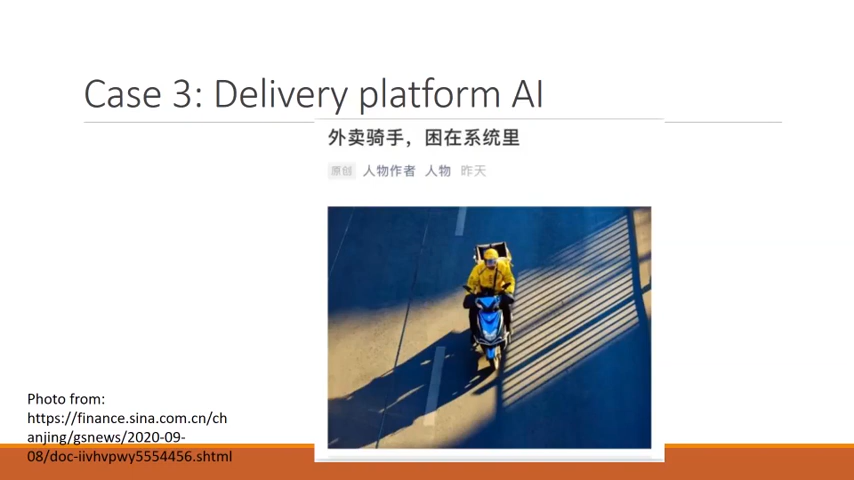 Case 3: Delivery platform AI
外卖骑手，困在系统里
原创 人物作者 人物 昨天
Photo from:
https://finance.sina.com.cn/ch
anjing/gsnews/2020-09-
08/doc-iivhvpwy5554456.shtml